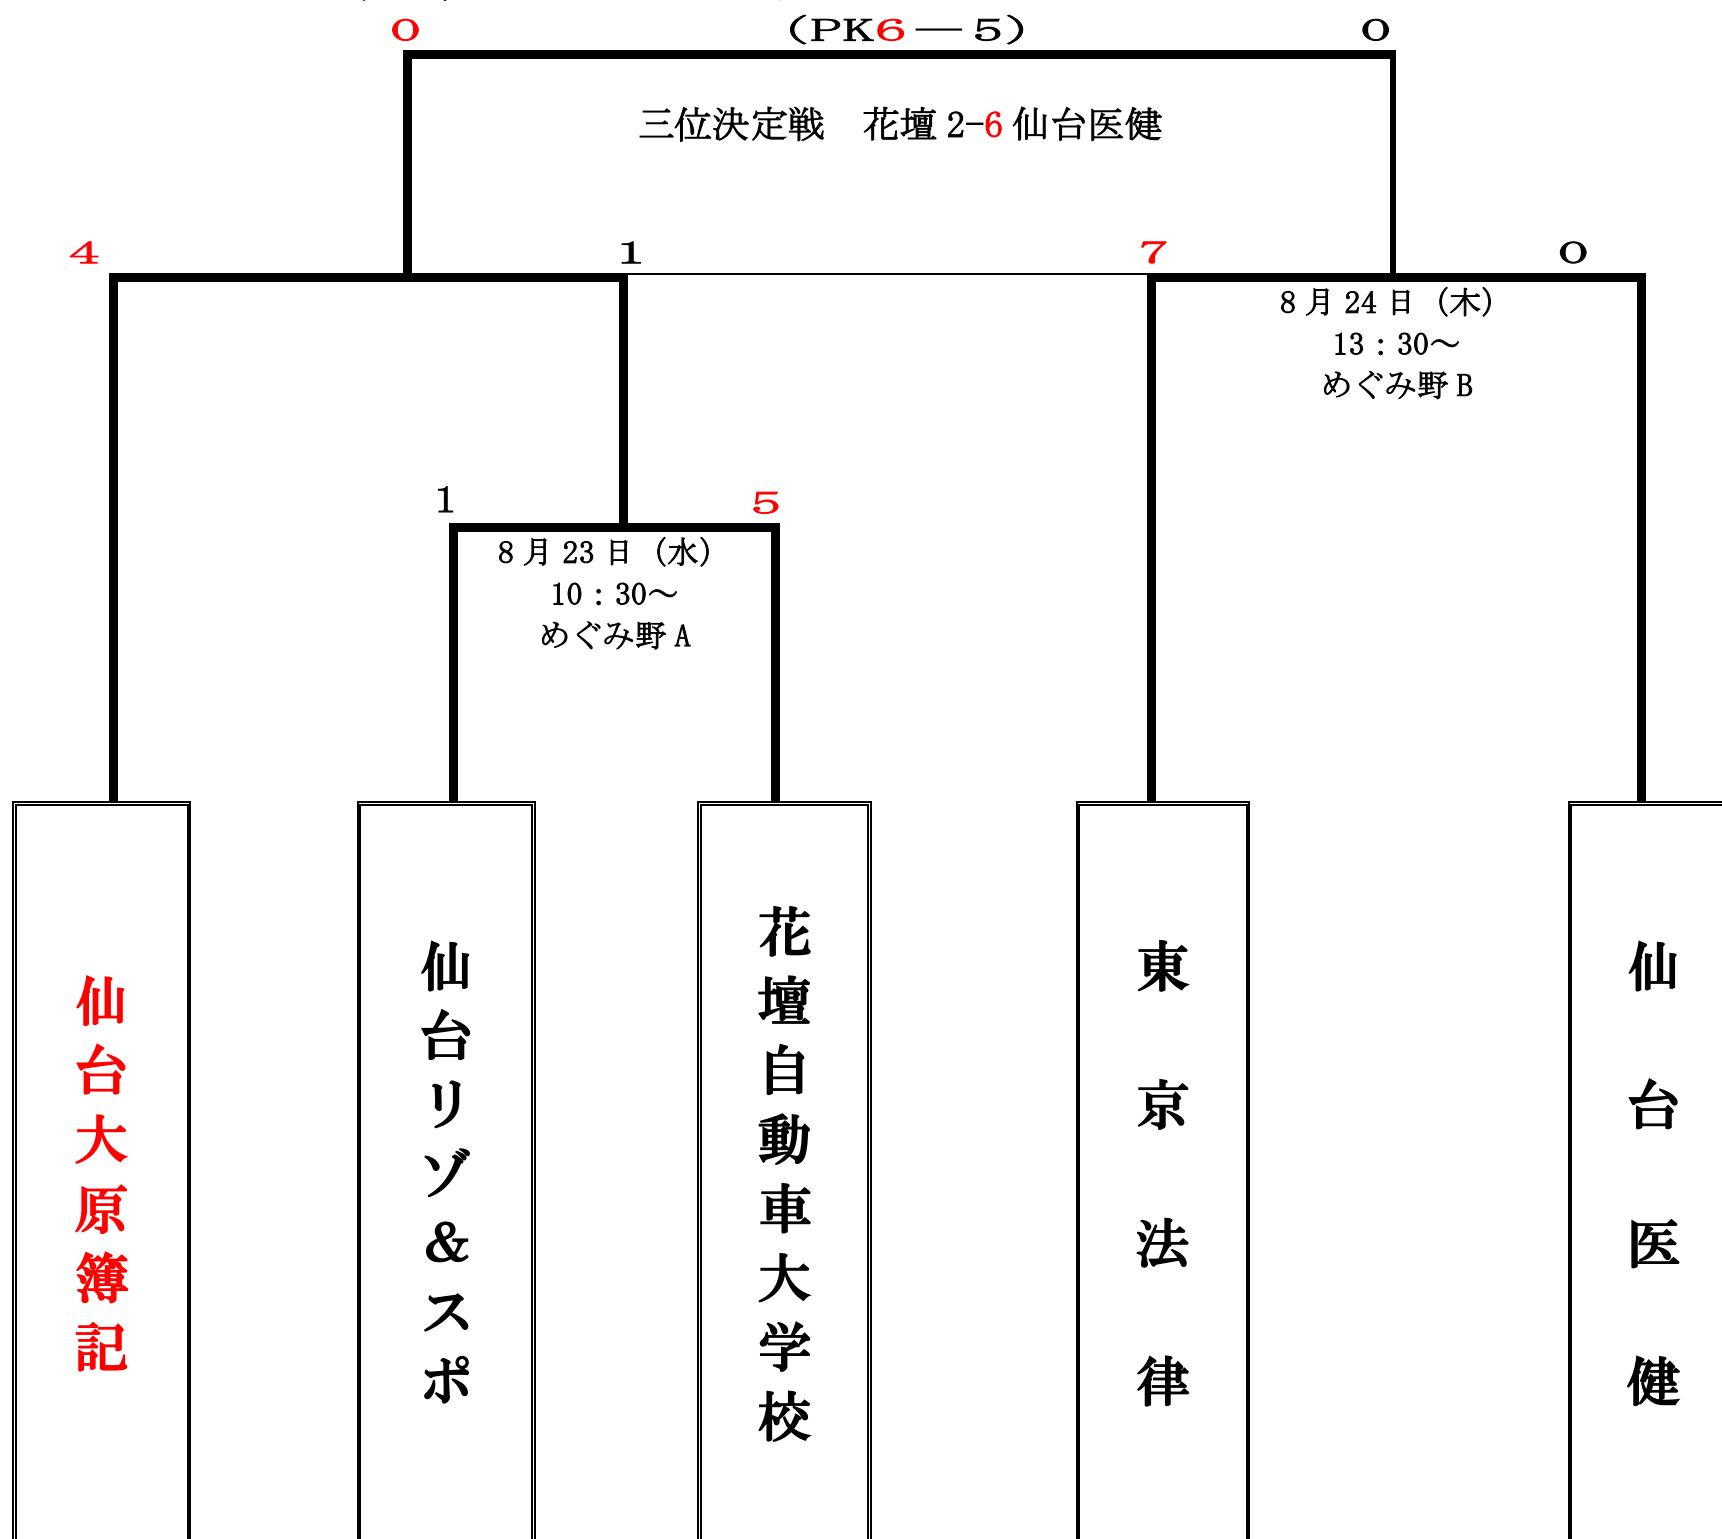 0 （PK6―5） 0
三位決定戦　花壇 2-6 仙台医健
4 1 7 0
8 月 24 日（木）
13：30～
めぐみ野 B
1 5
8 月 23 日（水）
10：30～
めぐみ野 A
仙台大原簿記
仙台リゾ＆スポ
花壇自動車大学校
東京法律
仙台医健